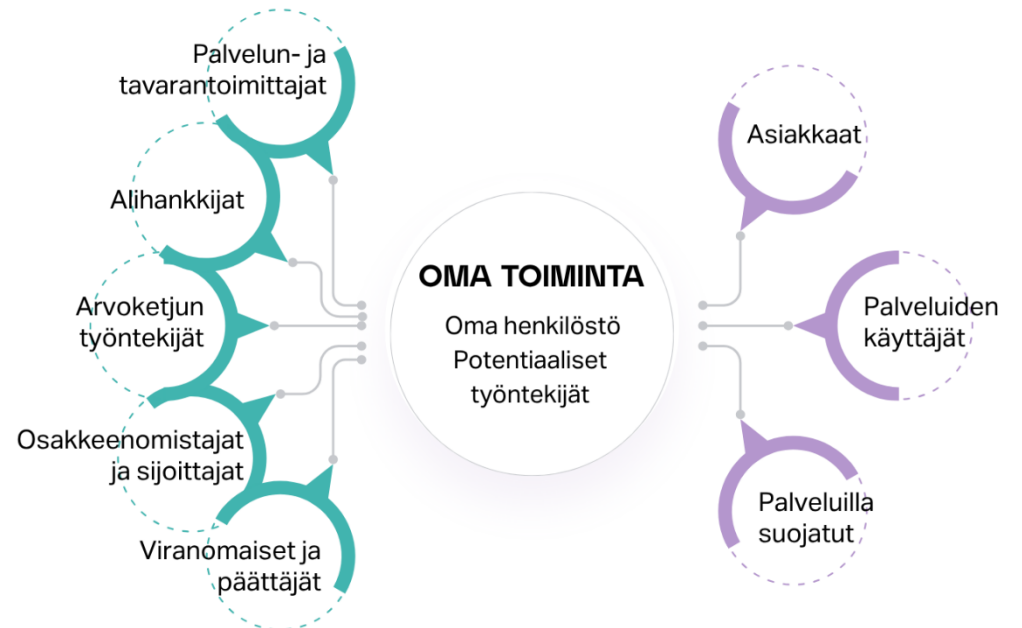 Palvelun- ja
tavarantoimittajat
Alihankkijat
Arvoketjun
työntekijät
Osakkeenomistajat
ja sijoittajat
Viranomaiset ja
päättäjät
OMA TOIMINTA
Oma henkilöstö
Potentiaaliset
työntekijät
Asiakkaat
Palveluiden
käyttäjät
Palveluilla
suojatut